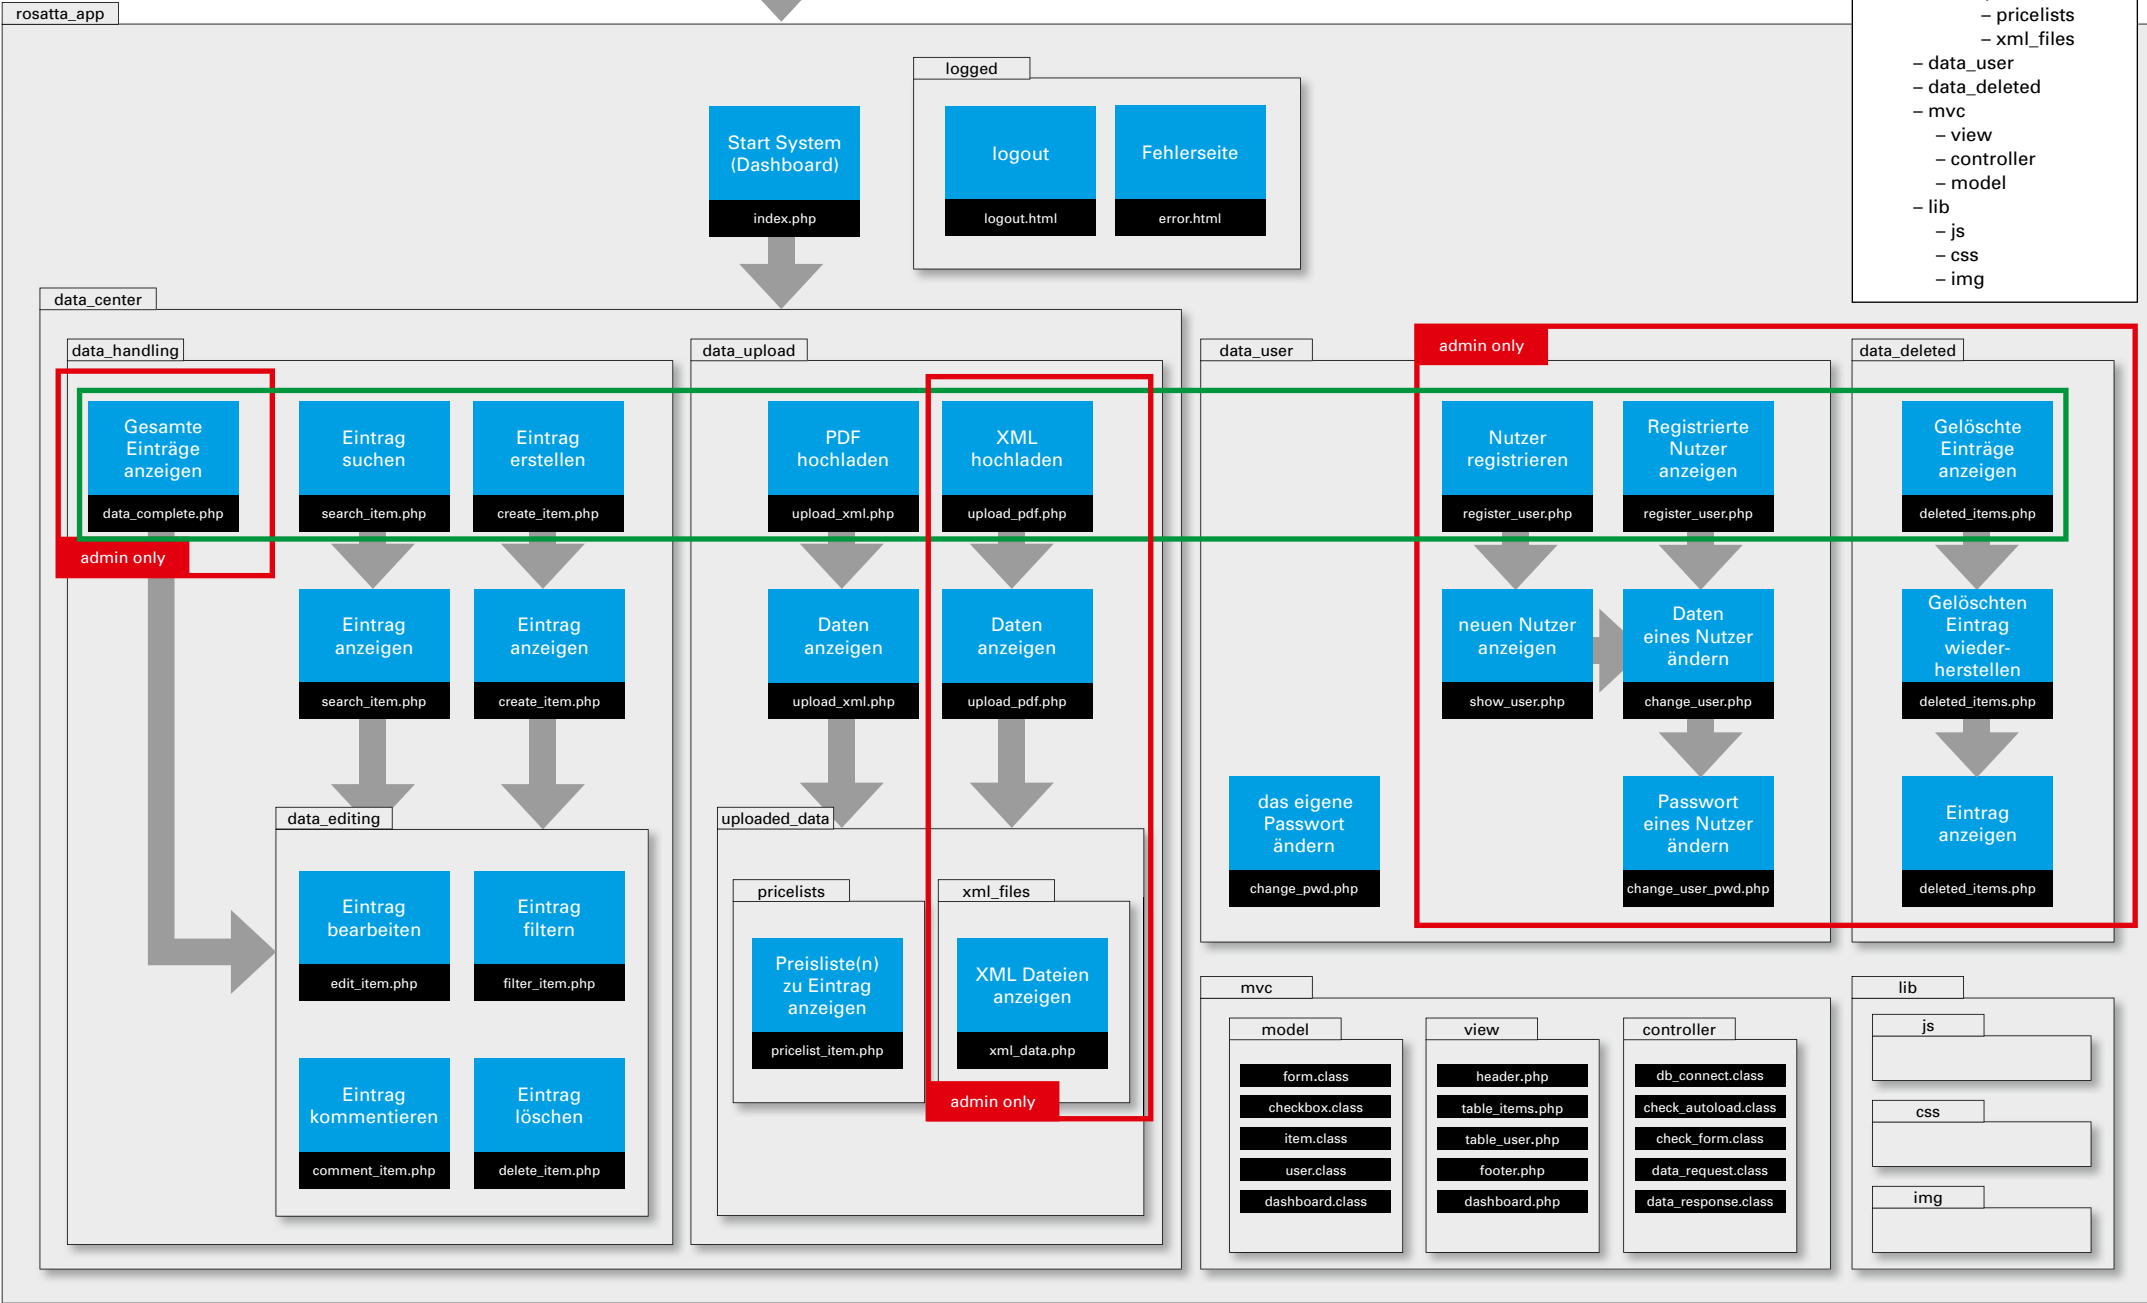 rosatta_app
– pricelists
– xml_files
– data_user
– data_deleted
– mvc
– view
– controller
– model
– lib
– js
– css
– img
logged
Start System
(Dashboard)
index.php
logout
logout.html
Fehlerseite
error.html
data_center
data_handling
admin only
Gesamte
Einträge
anzeigen
data_complete.php
Eintrag
suchen
search_item.php
Eintrag
erstellen
create_item.php
Eintrag
anzeigen
search_item.php
Eintrag
anzeigen
create_item.php
data_editing
Eintrag
bearbeiten
edit_item.php
Eintrag
filtern
filter_item.php
Eintrag
kommentieren
comment_item.php
Eintrag
löschen
delete_item.php
data_upload
PDF
hochladen
upload_xml.php
XML
hochladen
upload_pdf.php
Daten
anzeigen
upload_xml.php
Daten
anzeigen
upload_pdf.php
uploaded_data
pricelists
Preisliste(n)
zu Eintrag
anzeigen
pricelist_item.php
xml_files
XML Dateien
anzeigen
xml_data.php
admin only
data_user
admin only
Nutzer
registrieren
register_user.php
Registrierte
Nutzer
anzeigen
register_user.php
neuen Nutzer
anzeigen
show_user.php
Daten
eines Nutzer
ändern
change_user.php
das eigene
Passwort
ändern
change_pwd.php
Passwort
eines Nutzer
ändern
change_user_pwd.php
data_deleted
Gelöschte
Einträge
anzeigen
deleted_items.php
Gelöschten
Eintrag
wieder-
herstellen
deleted_items.php
Eintrag
anzeigen
deleted_items.php
mvc
model
form.class
checkbox.class
item.class
user.class
dashboard.class
view
header.php
table_items.php
table_user.php
footer.php
dashboard.php
controller
db_connect.class
check_autoload.class
check_form.class
data_request.class
data_response.class
lib
js
css
img